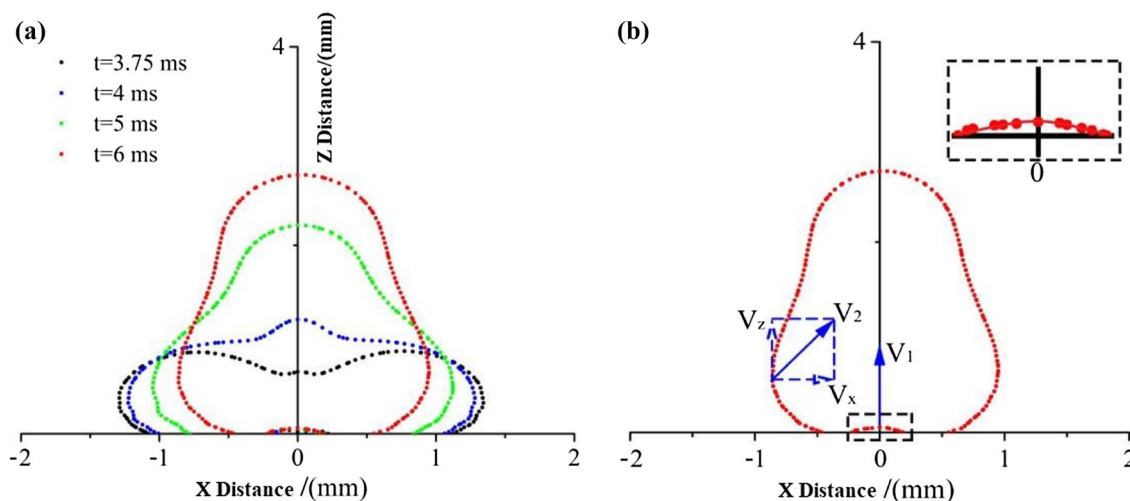 (a)
4
Z Distance/(mm)
t=3.75 ms
t=4 ms
t=5 ms
t=6 ms
-2
-1
0
1
2
X Distance /(mm)
(b)
4
0
Vz
V2
V1
Vx
-2
-1
0
1
2
X Distance /(mm)